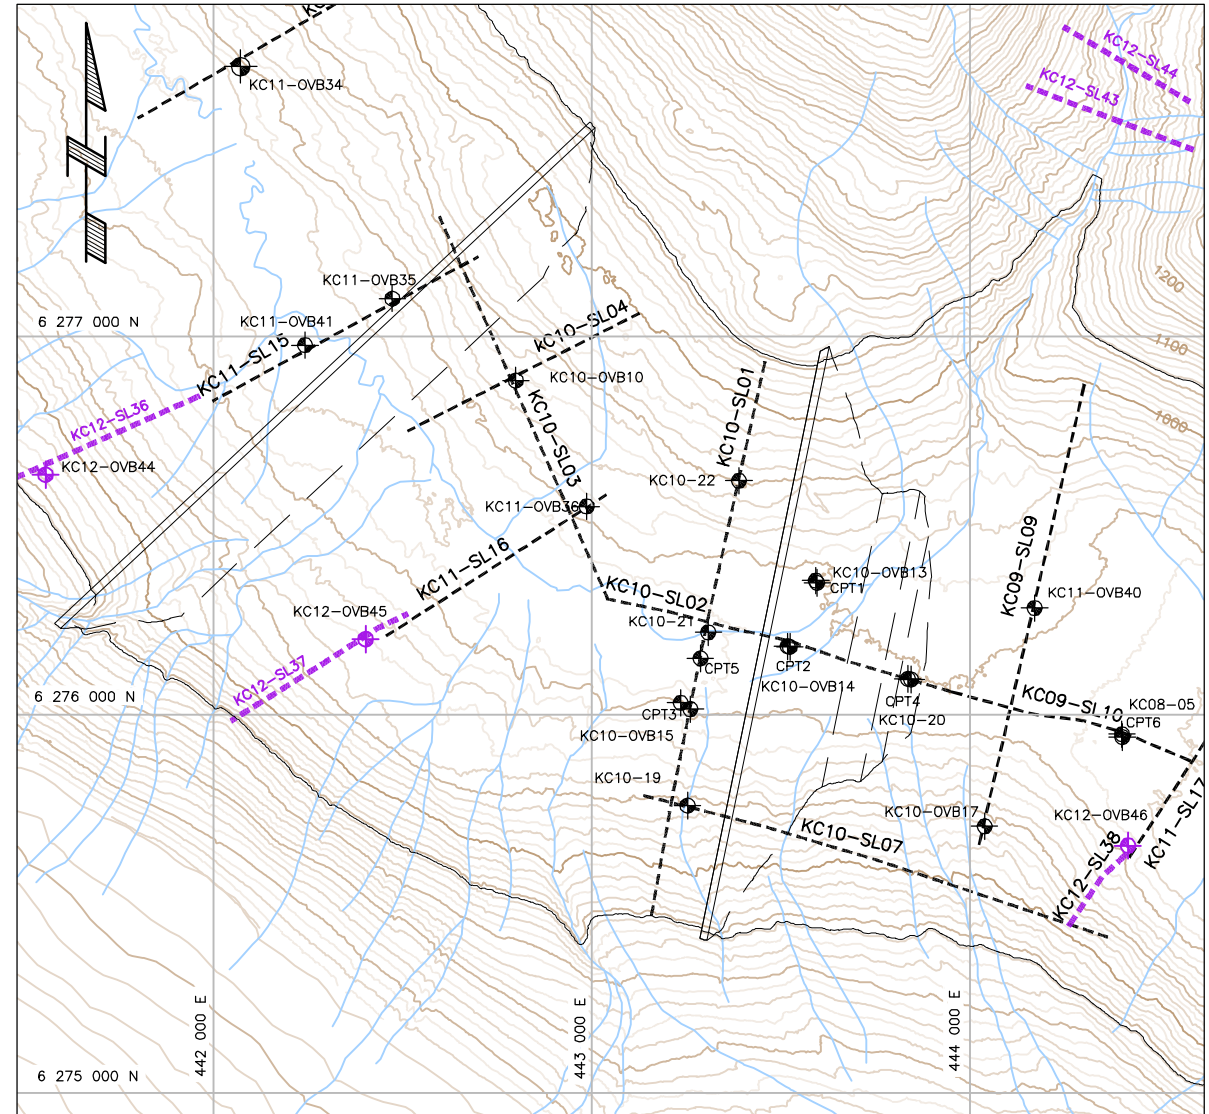 KC12-SL44
KC12-SL43
KC11-OVB34
1200
KC11-OVB35
6 277 000 N
KC11-OVB41
kC10-SL04
1100
KC11-SL15
KC10-OVB10
KC10-SL01
KC12-SL36
1000
KC10-SL03
KC12-OVB44
KC10-22
KC11-OVB36
KC09-SL09
KC11-SL16
KC10-OVB13
CPT1
KC11-OVB40
KC10-SL02
KC12-OVB45
KC10-21
CPT5
CPT2
KC12-SL37
KC10-OVB14
6 276 000 N
CPT4
KC09-SL10
KC08-05
CPT3
KC10-20
CPT6
KC10-OVB15
KC10-19
KC10-OVB17
KC12-OVB46
KC10-SL07
KC12-SL38
KC11-SL17
442 000 E
443 000 E
444 000 E
6 275 000 N